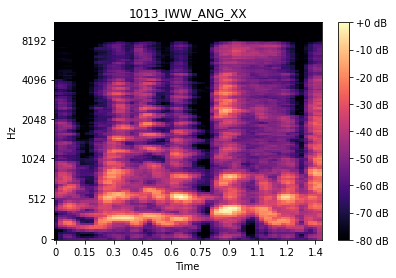 1013_IWW_ANG_XX
+0 dB
8192
-10 dB
4096
-20 dB
-30 dB
2048
Hz
-40 dB
1024
-50 dB
512
-60 dB
-70 dB
0
-80 dB
0 0.15 0.3 0.45 0.6 0.75 0.9 1.1 1.2 1.4
Time